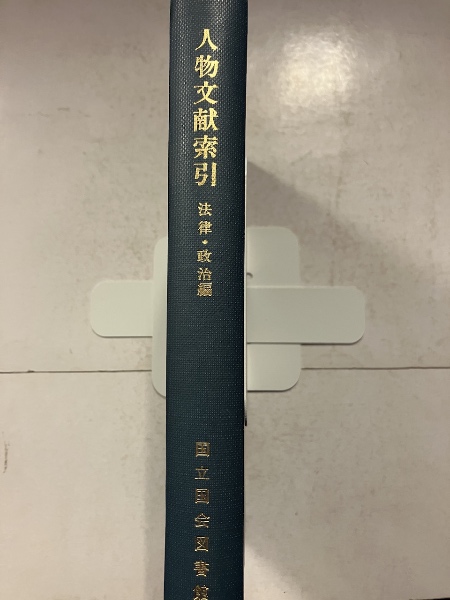 人物文献索引
法律・政治編
国立国会図書館